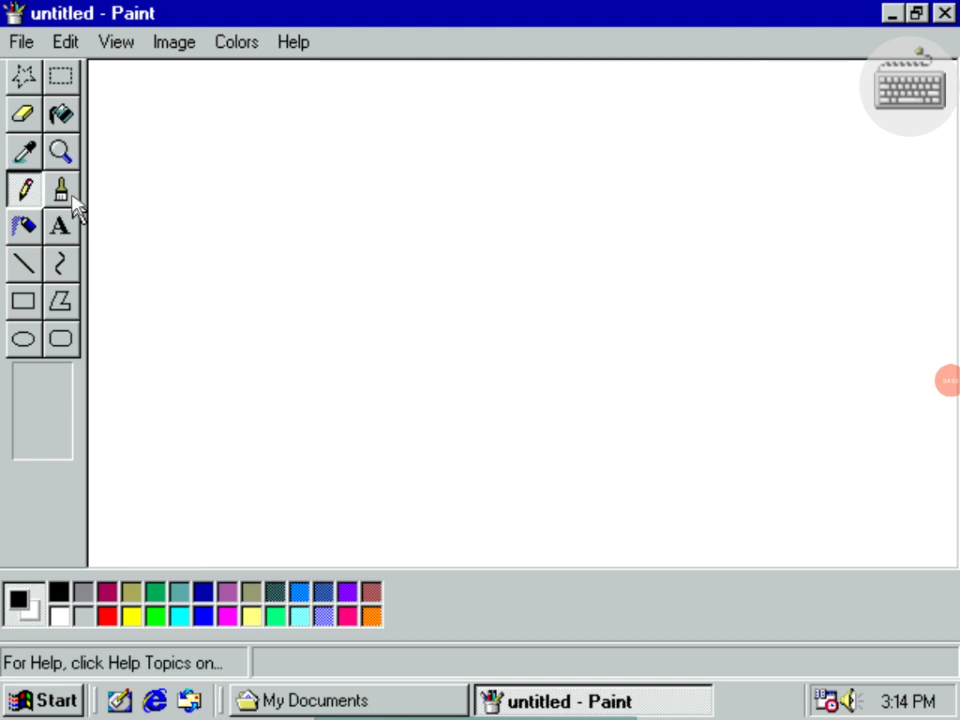 untitled - Paint
File Edit View Image Colors Help
A
For Help, click Help Topics on...
Start My Documents untitled - Paint 3:14 PM